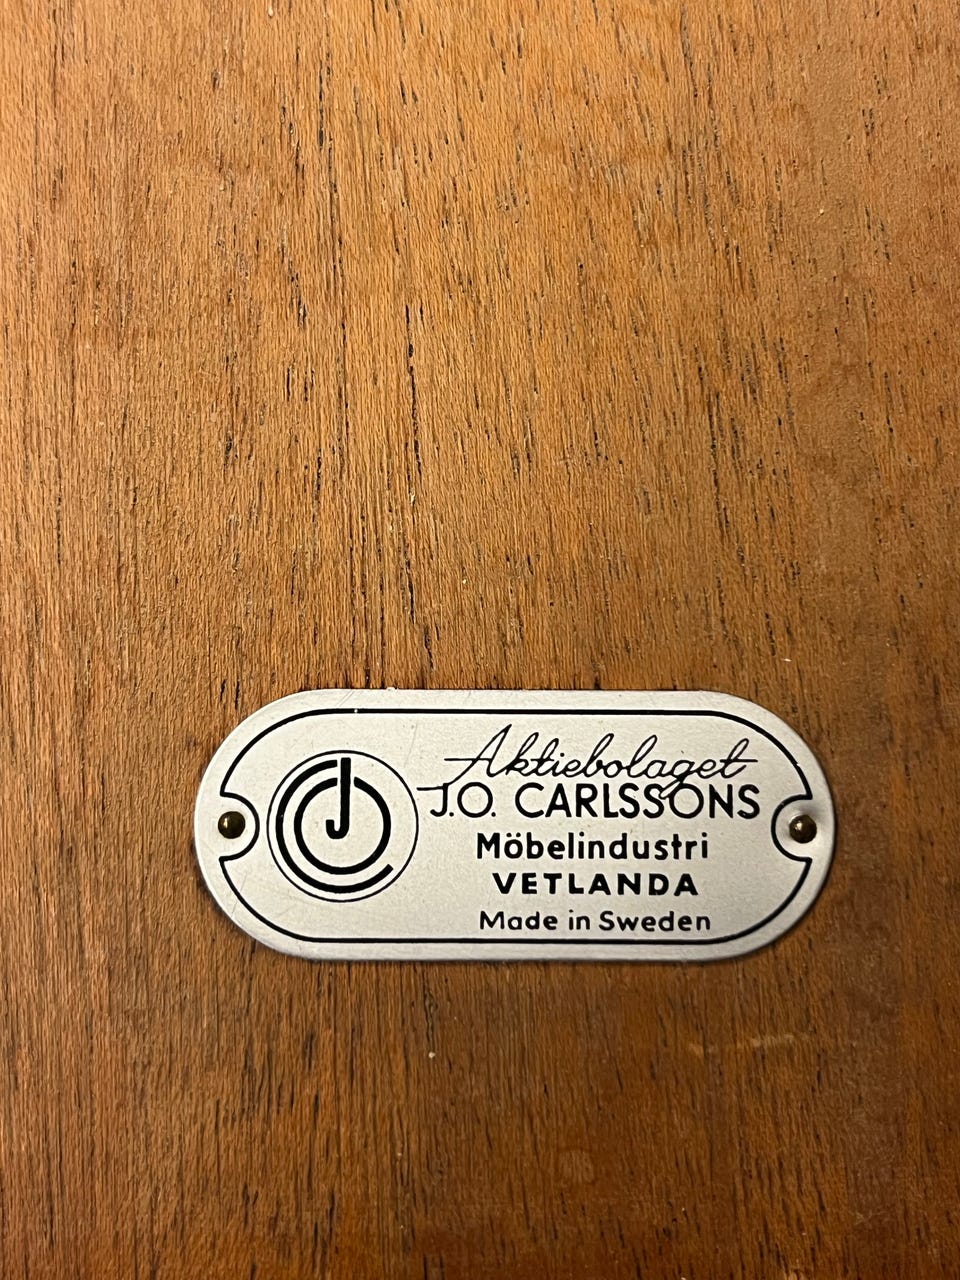 Aktiebolaget
J.O. CARLSSONS
Möbelindustri
VETLANDA
Made in Sweden